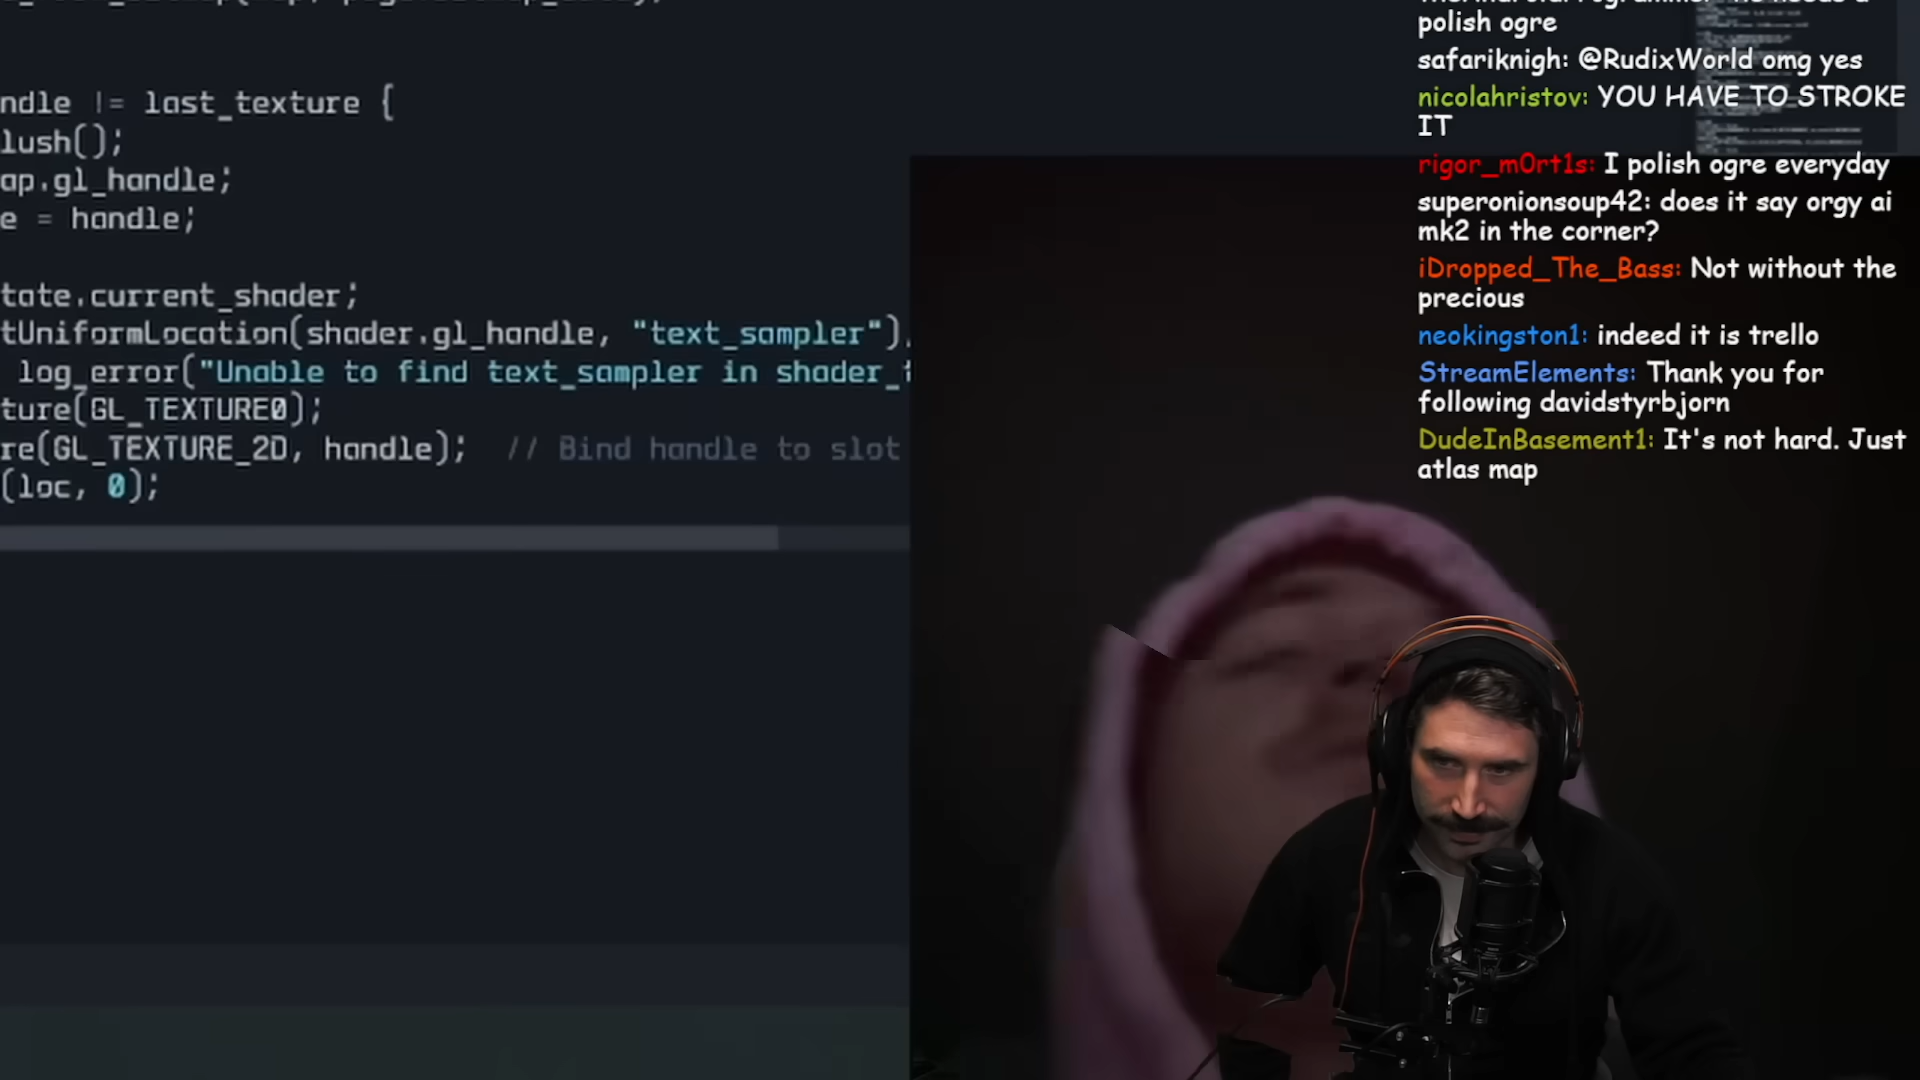 ndle != last_texture {
lush();
ap.gl_handle;
e = handle;
tate.current_shader;
tUniformLocation(shader.gl_handle, "text_sampler")
log_error("Unable to find text_sampler in shader_
ture(GL_TEXTURE0);
re(GL_TEXTURE_2D, handle); // Bind handle to slot
(loc, 0);
polish ogre
safariknigh: @RudixWorld omg yes
nicolahristov: YOU HAVE TO STROKE
IT
rigor_m0rt1s: I polish ogre everyday
superonionsoup42: does it say orgy ai
mk2 in the corner?
iDropped_The_Bass: Not without the
precious
neokingston1: indeed it is trello
StreamElements: Thank you for
following davidstyrbjorn
DudeInBasement1: It's not hard. Just
atlas map